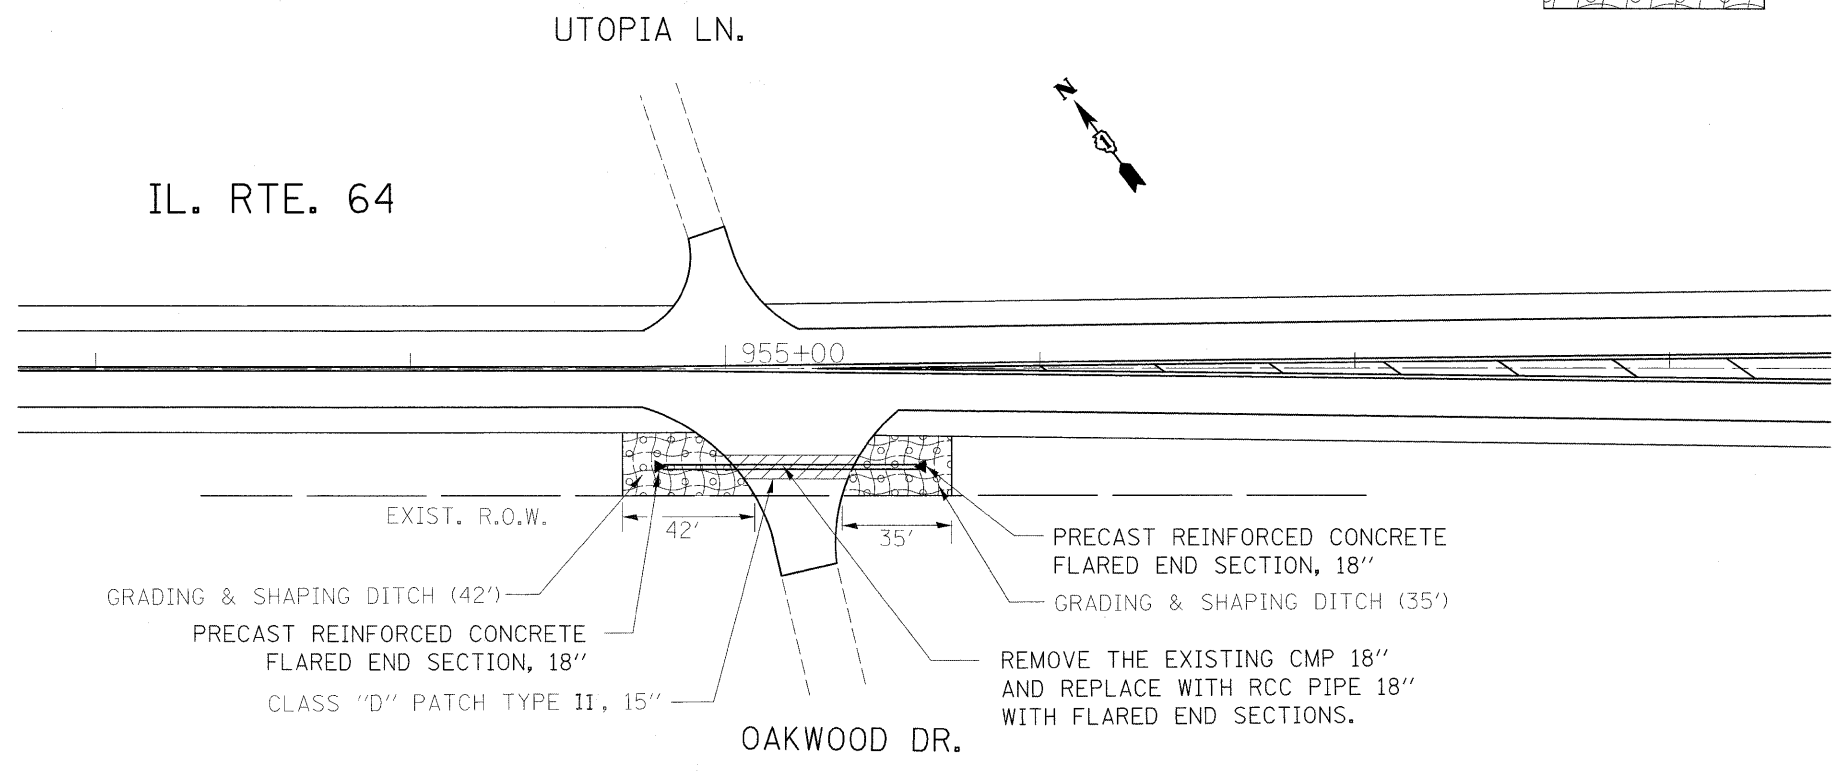 UTOPIA LN.
N
1
IL. RTE. 64
955+00
EXIST. R.O.W.
42'
35'
PRECAST REINFORCED CONCRETE
FLARED END SECTION, 18"
GRADING & SHAPING DITCH (35')
GRADING & SHAPING DITCH (42')
PRECAST REINFORCED CONCRETE
FLARED END SECTION, 18"
CLASS "D" PATCH TYPE II, 15"
REMOVE THE EXISTING CMP 18"
AND REPLACE WITH RCC PIPE 18"
WITH FLARED END SECTIONS.
OAKWOOD DR.